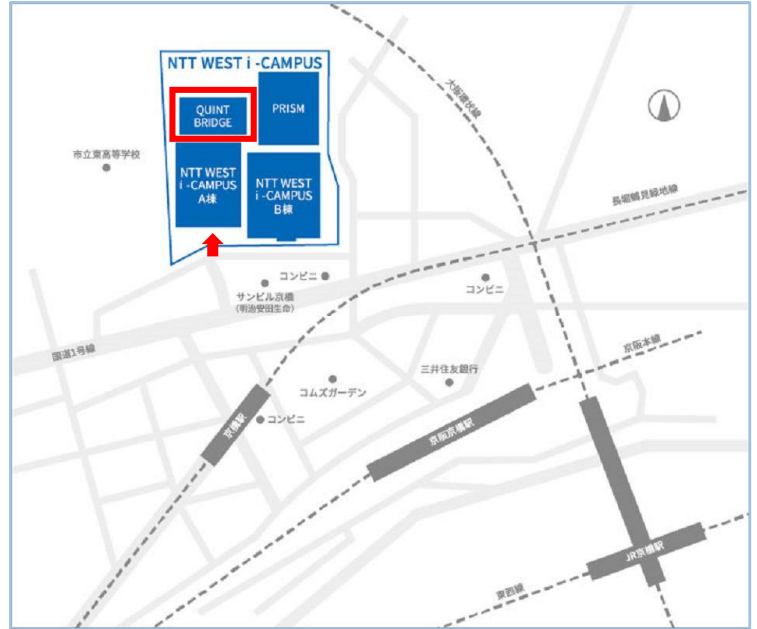 NTT WEST i -CAMPUS
QUINT
BRIDGE
PRISM
NTT WEST
i -CAMPUS
A棟
NTT WEST
i -CAMPUS
B棟
市立東高等学校
大阪環状線
長堀鶴見緑地線
コンビニ
サンビル京橋
(明治安田生命)
コンビニ
国道1号線
京阪本線
三井住友銀行
コムズガーデン
コンビニ
京橋駅
京阪京橋駅
JR京橋駅
東西線